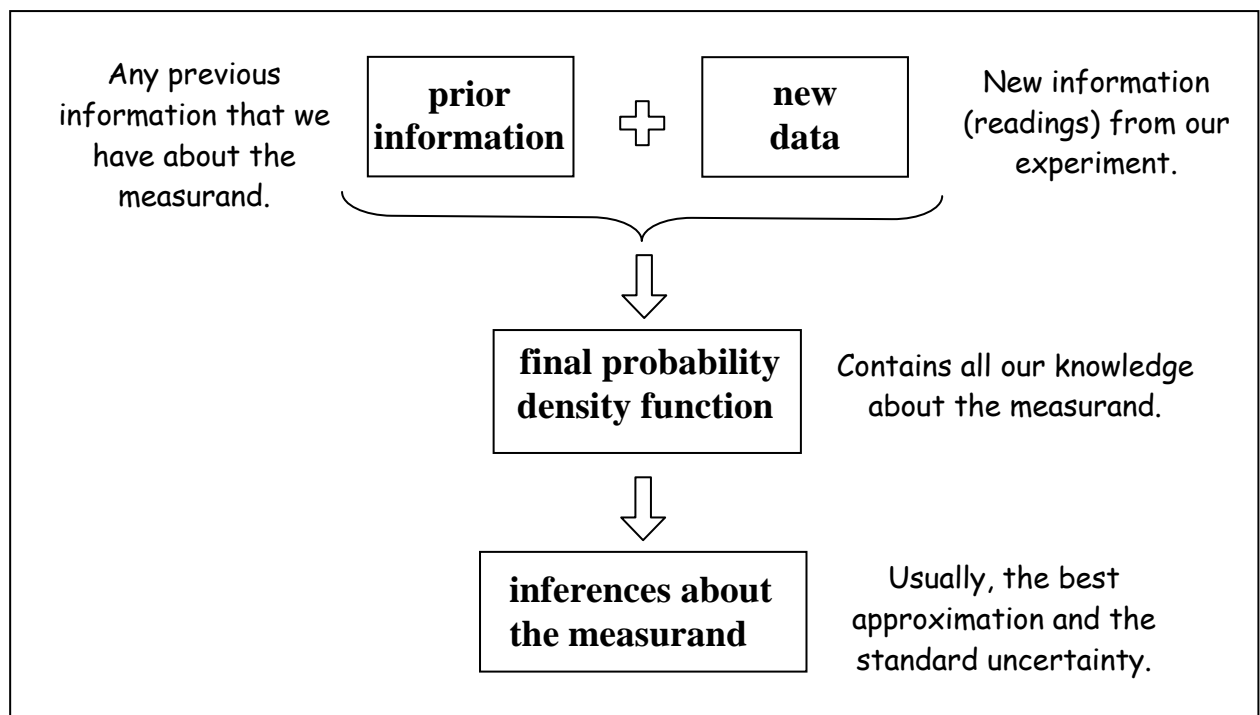 Any previous
information that we
have about the
measurand.
prior
information
new
data
New information
(readings) from our
experiment.
final probability
density function
Contains all our knowledge
about the measurand.
inferences about
the measurand
Usually, the best
approximation and the
standard uncertainty.